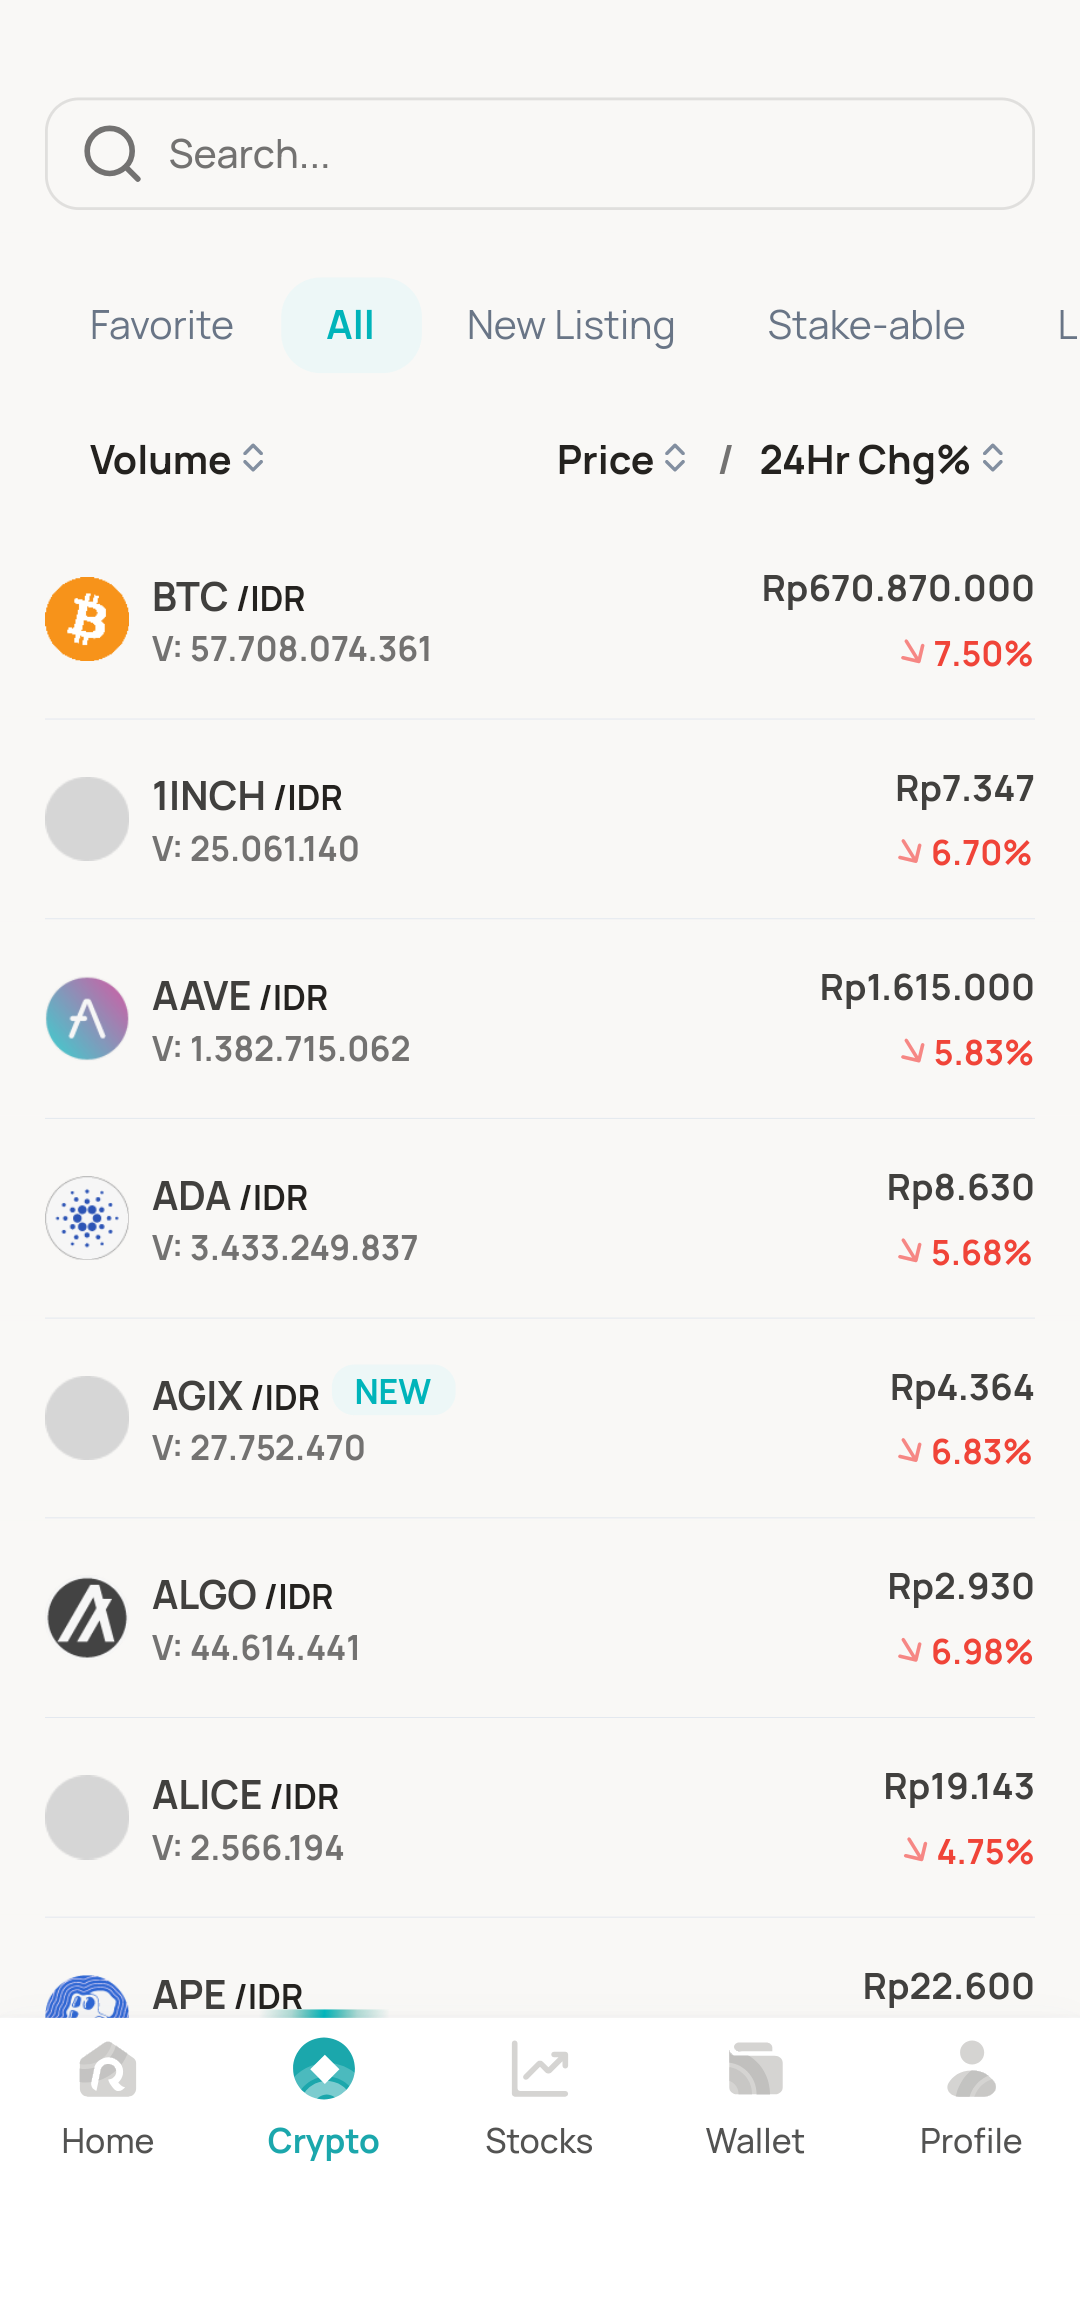 Search...
Favorite All New Listing Stake-able L
Volume Price / 24Hr Chg%
BTC /IDR Rp670.870.000
V: 57.708.074.361 7.50%
1INCH /IDR Rp7.347
V: 25.061.140 6.70%
AAVE /IDR Rp1.615.000
V: 1.382.715.062 5.83%
ADA /IDR Rp8.630
V: 3.433.249.837 5.68%
AGIX /IDR NEW Rp4.364
V: 27.752.470 6.83%
ALGO /IDR Rp2.930
V: 44.614.441 6.98%
ALICE /IDR Rp19.143
V: 2.566.194 4.75%
APE /IDR Rp22.600
Home Crypto Stocks Wallet Profile